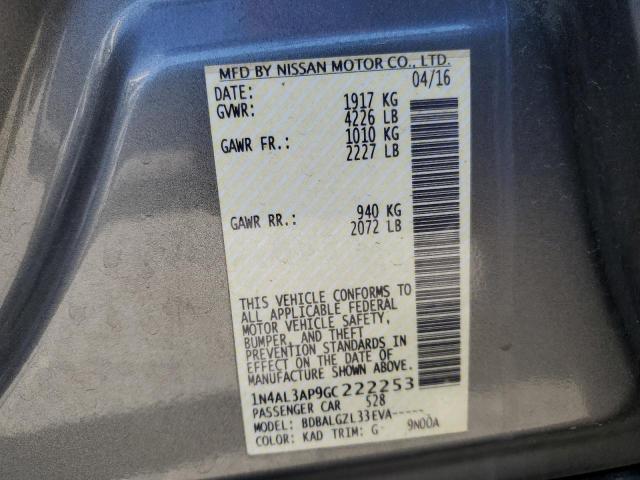 MFD BY NISSAN MOTOR CO., LTD.
DATE: 04/16
GVWR: 1917 KG
4226 LB
GAWR FR.: 1010 KG
2227 LB
GAWR RR.: 940 KG
2072 LB
THIS VEHICLE CONFORMS TO
ALL APPLICABLE FEDERAL
MOTOR VEHICLE SAFETY,
BUMPER, AND THEFT
PREVENTION STANDARDS IN
EFFECT ON THE DATE OF
MANUFACTURE SHOWN ABOVE.
1N4AL3AP9GC222253
PASSENGER CAR 528
MODEL: BDBALGZL33EVA-----
COLOR: KAD TRIM: G 9N00A